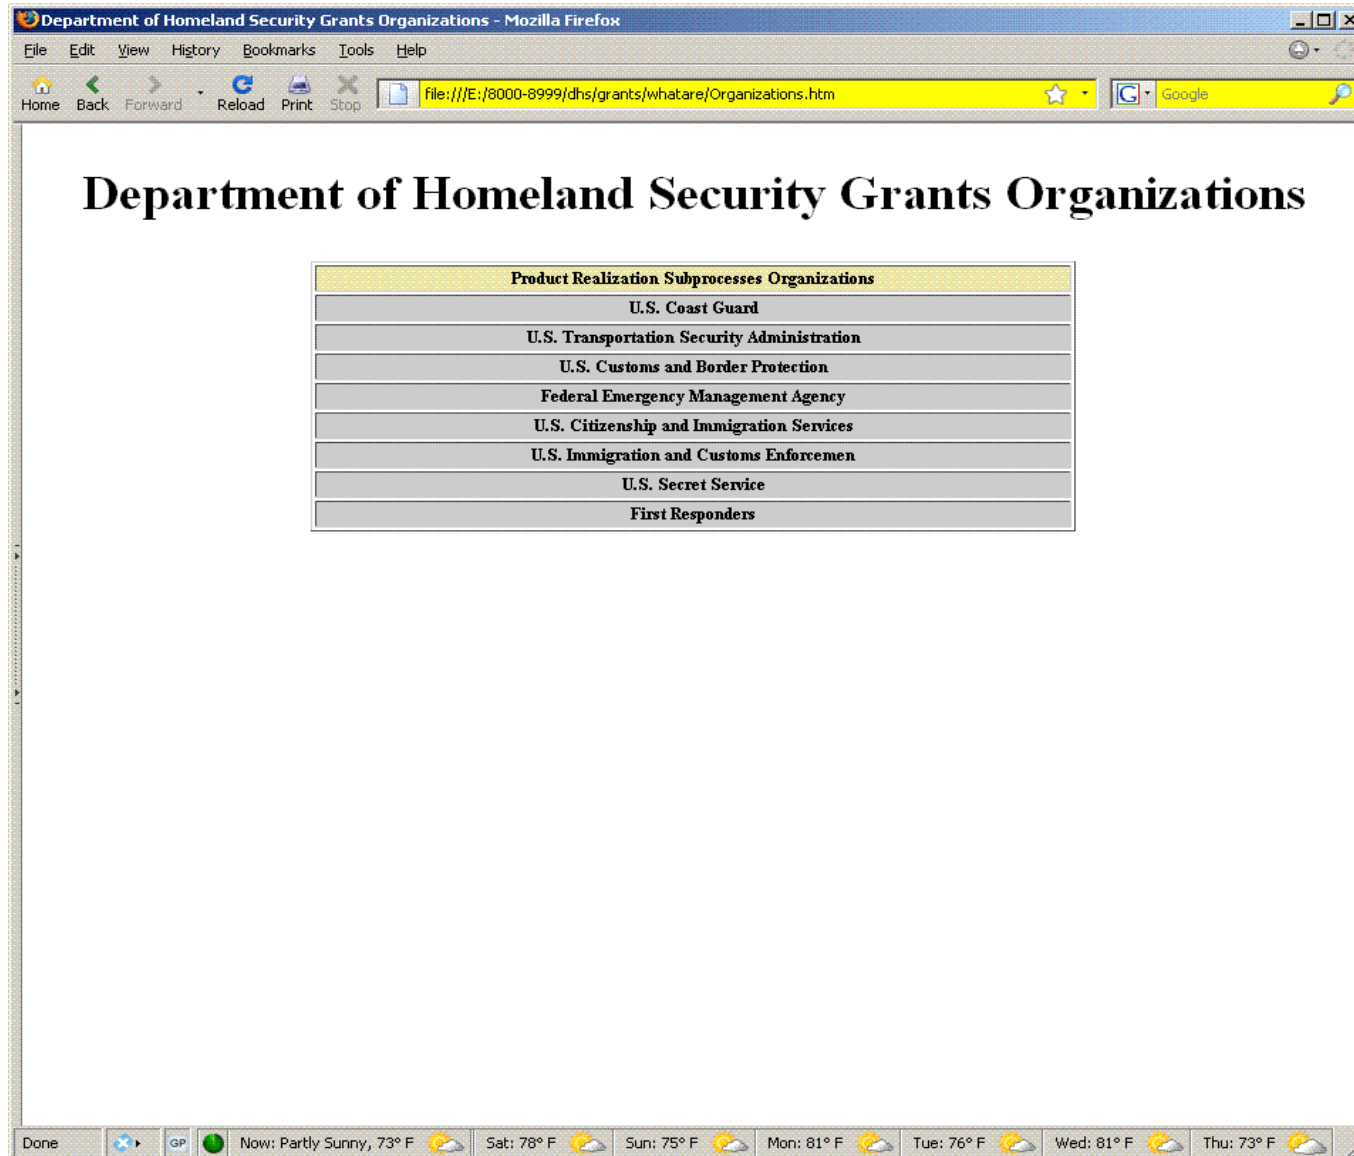 Department of Homeland Security Grants Organizations - Mozilla Firefox
File Edit View History Bookmarks Tools Help
Home Back Forward Reload Print Stop file:///E:/8000-8999/dhs/grants/whatare/Organizations.htm G Google
Department of Homeland Security Grants Organizations
Product Realization Subprocesses Organizations
U.S. Coast Guard
U.S. Transportation Security Administration
U.S. Customs and Border Protection
Federal Emergency Management Agency
U.S. Citizenship and Immigration Services
U.S. Immigration and Customs Enforcemen
U.S. Secret Service
First Responders
Done GP Now: Partly Sunny, 73° F Sat: 78° F Sun: 75° F Mon: 81° F Tue: 76° F Wed: 81° F Thu: 73° F